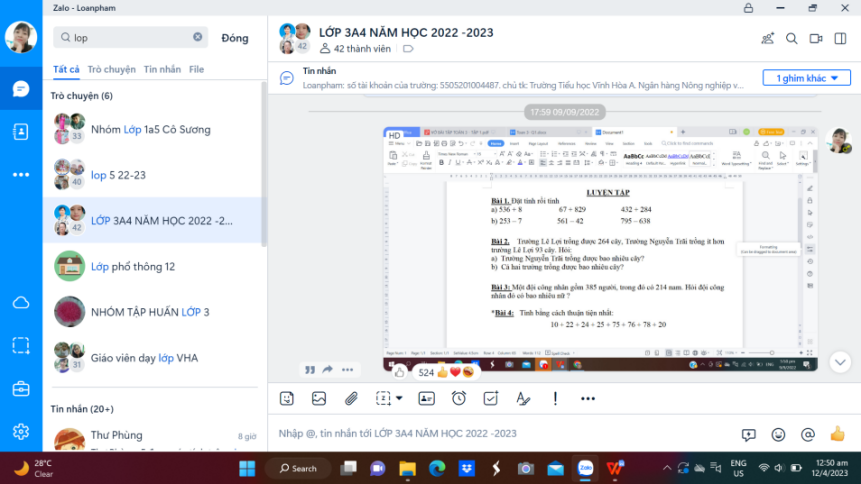 Zalo - Loanpham
lop
Đóng
Tất cả Trò chuyện Tin nhắn File
Trò chuyện (6)
33
Nhóm Lớp 1a5 Cô Sương
40
lop 5 22-23
42
LỚP 3A4 NĂM HỌC 2022 -2...
Lớp phổ thông 12
NHÓM TẬP HUẤN LỚP 3
31
Giáo viên dạy lớp VHA
Tin nhắn (20+)
Thư Phùng
8 giờ
42
LỚP 3A4 NĂM HỌC 2022 -2023
42 thành viên
Tin nhắn
Loanpham: số tài khoản của trường: 5505201004487. chủ tk: Trường Tiểu học Vĩnh Hòa A. Ngân hàng Nông nghiệp v...
1 ghim khác
17:59 09/09/2022
HD
Document1
LUYỆN TẬP
Bài 1. Đặt tính rồi tính
a) 536 + 8 67 + 829 432 + 284
b) 253 – 7 561 – 42 795 – 638
Bài 2. Trường Lê Lợi trồng được 264 cây, Trường Nguyễn Trãi trồng ít hơn
trường Lê Lợi 93 cây. Hỏi:
a) Trường Nguyễn Trãi trồng được bao nhiêu cây?
b) Cả hai trường trồng được bao nhiêu cây?
Bài 3: Một đội công nhân gồm 385 người, trong đó có 214 nam. Hỏi đội công
nhân đó có bao nhiêu nữ ?
*Bài 4: Tính bằng cách thuận tiện nhất:
10 + 22 + 24 + 25 + 75 + 76 + 78 + 20
524
Nhập @, tin nhắn tới LỚP 3A4 NĂM HỌC 2022 -2023
28°C
Clear
Search
Zalo
ENG
US
12:50 am
12/4/2023